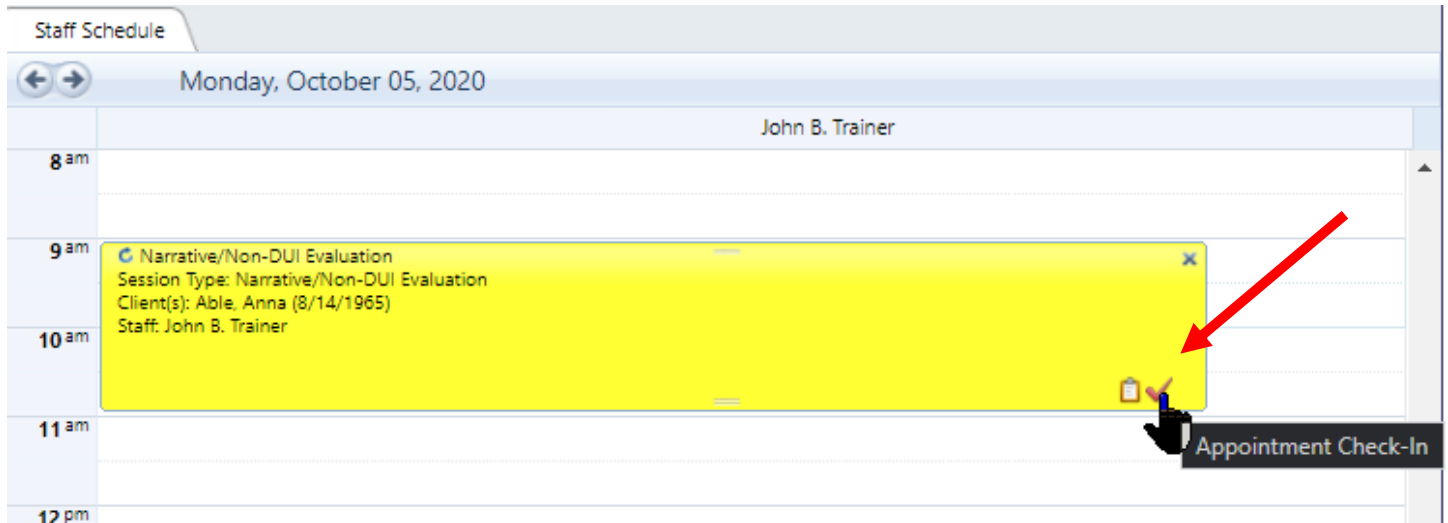 Staff Schedule
Monday, October 05, 2020
John B. Trainer
8 am
9 am
Narrative/Non-DUI Evaluation
Session Type: Narrative/Non-DUI Evaluation
Client(s): Able, Anna (8/14/1965)
Staff: John B. Trainer
10 am
11 am
Appointment Check-In
12 pm